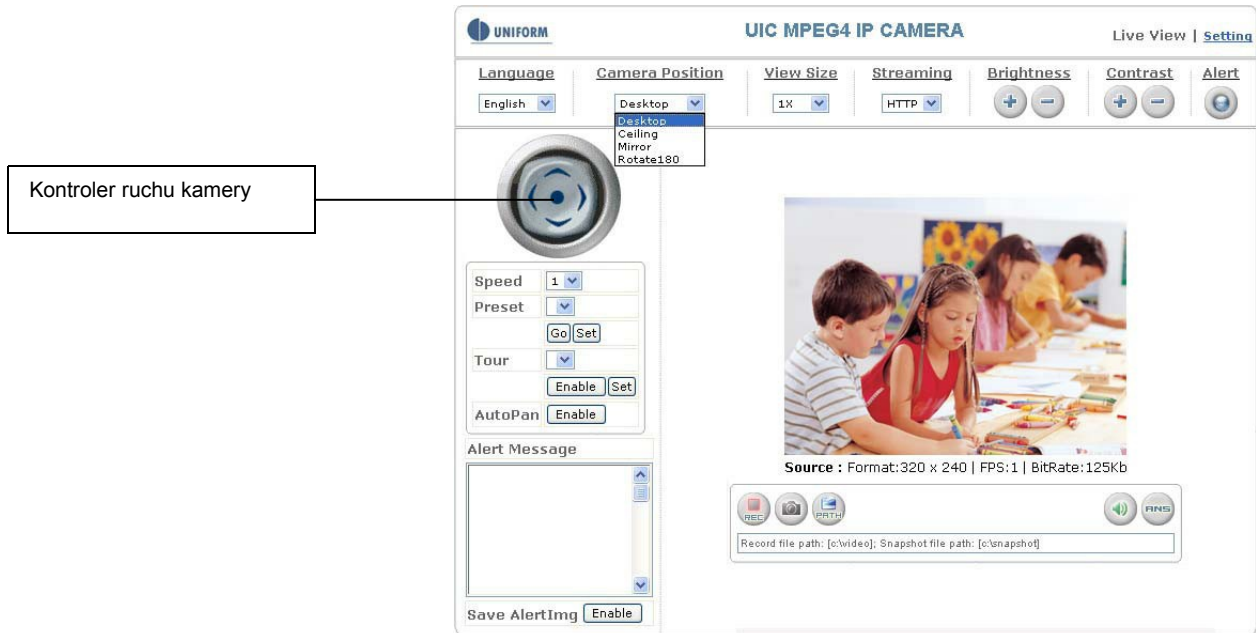 UNIFORM
UIC MPEG4 IP CAMERA
Live View | Setting
Language Camera Position View Size Streaming Brightness Contrast Alert
English Desktop 1X HTTP
Desktop
Ceiling
Mirror
Rotate180
Kontroler ruchu kamery
Speed 1
Preset
Go Set
Tour
Enable Set
AutoPan Enable
Alert Message
Source : Format:320 x 240 | FPS:1 | BitRate:125Kb
REC PATH ANS
Record file path: [c:\video]; Snapshot file path: [c:\snapshot]
Save AlertImg Enable